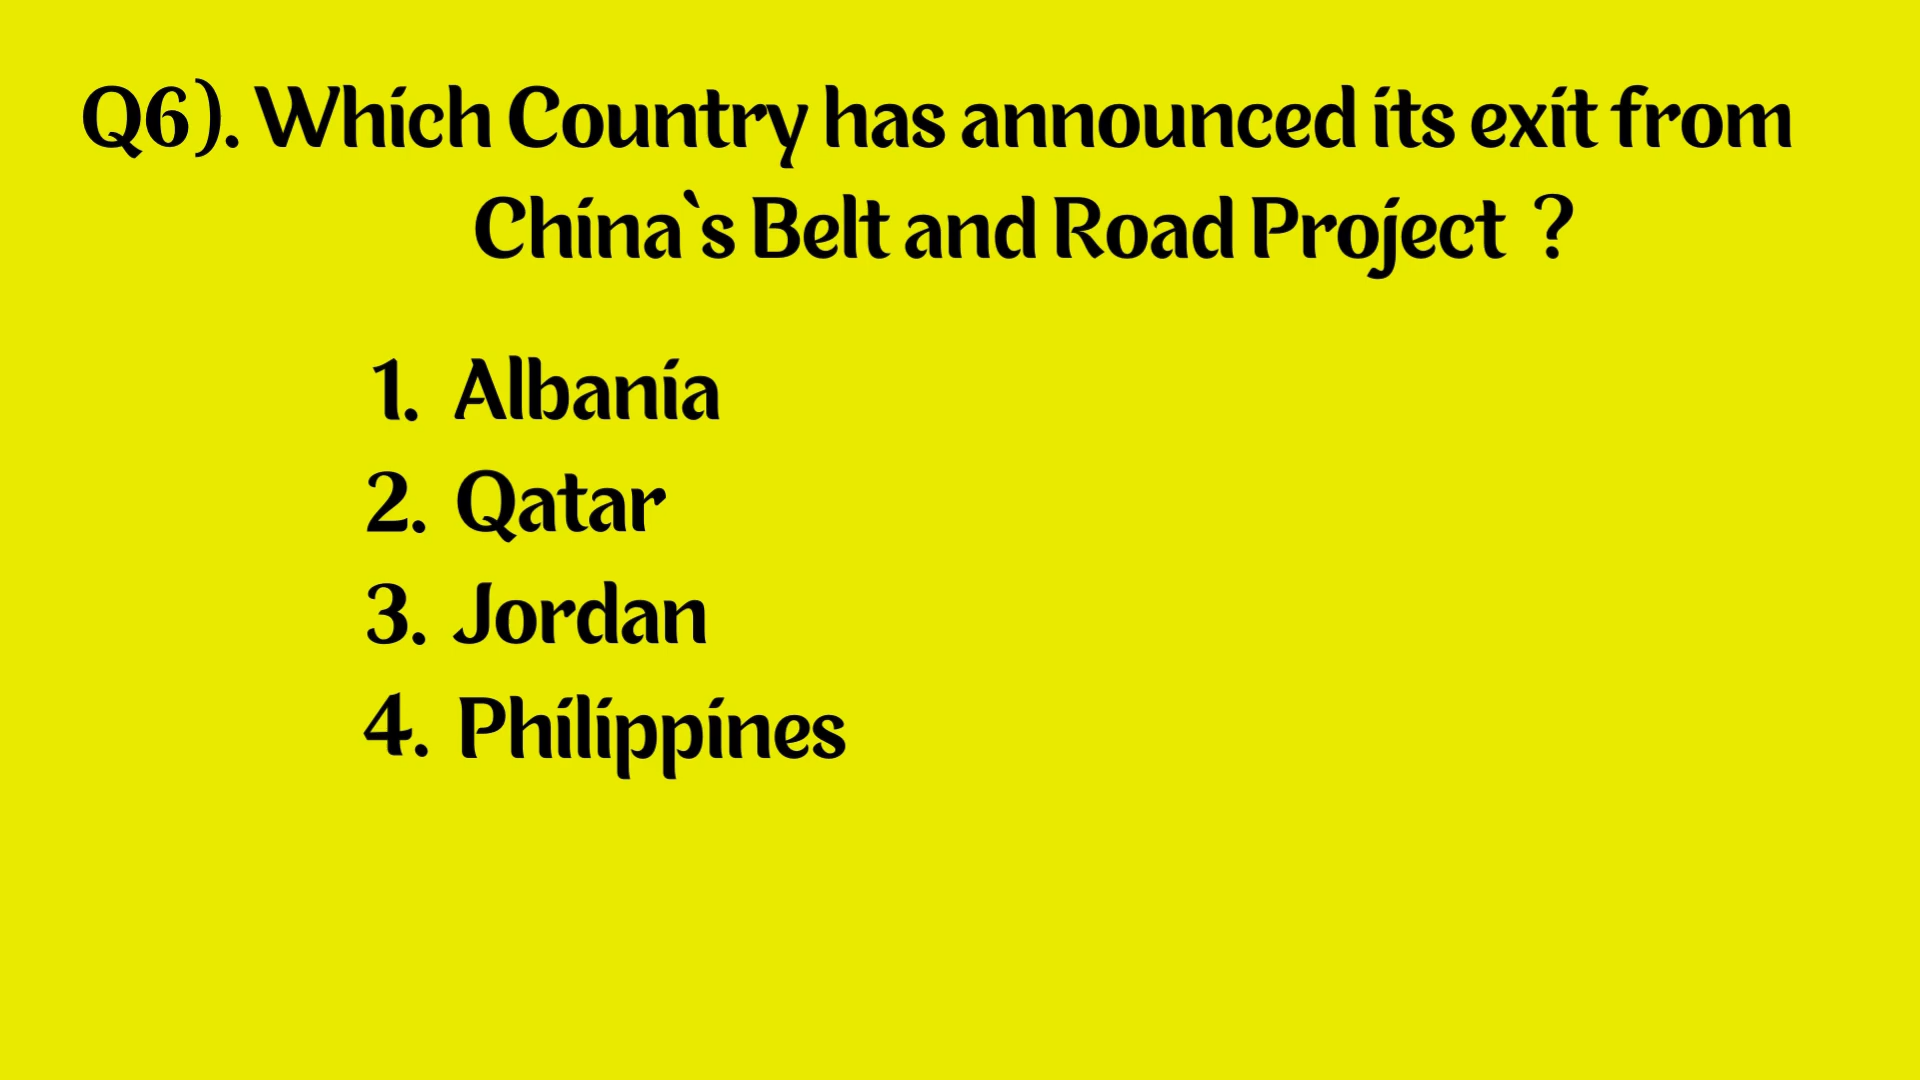 Q6). Which Country has announced its exit from
China`s Belt and Road Project ?
1. Albania
2. Qatar
3. Jordan
4. Philippines